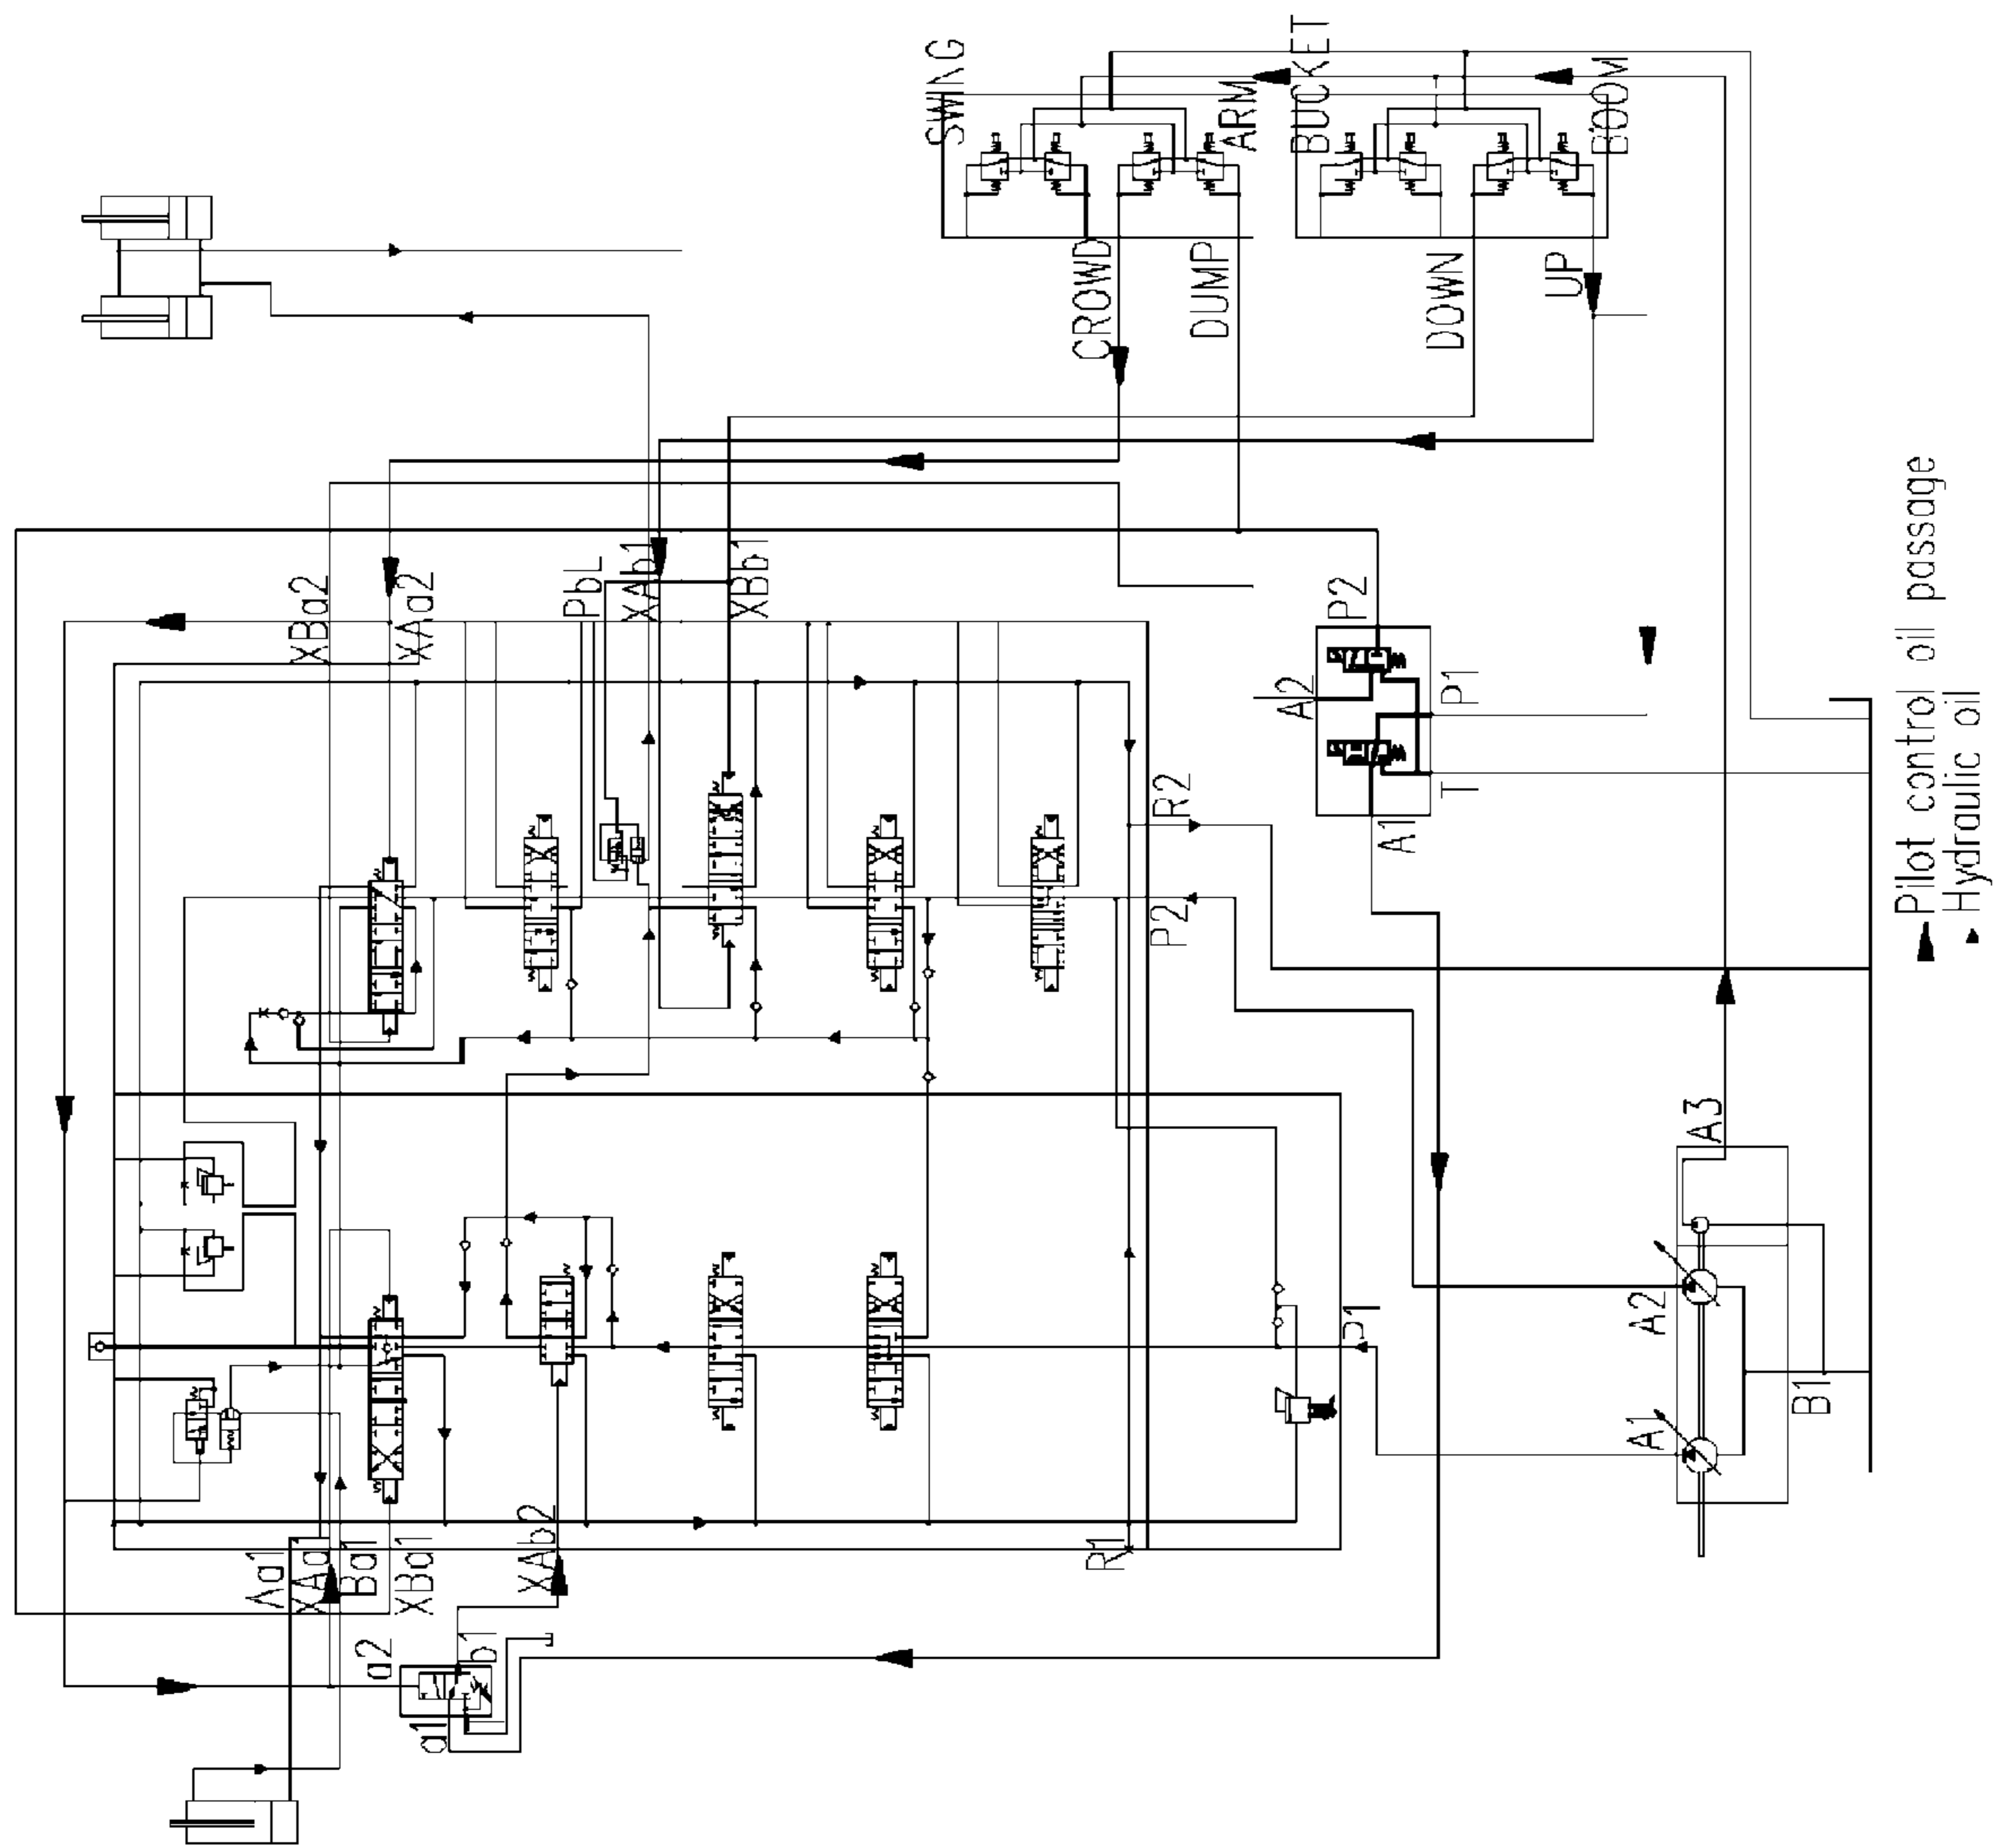 SWING
ARM
BUCKET
BOOM
CROWD
DUMP
DOWN
UP
XBa2
XAa2
PbL
XAb1
XBb1
P2
A2
P1
T
A1
R2
P2
P1
R1
A3
A2
A1
B1
Aa1
XAa1
Ba1
XBa1
XAb2
a2
b1
a1
Pilot control oil passage
Hydraulic oil